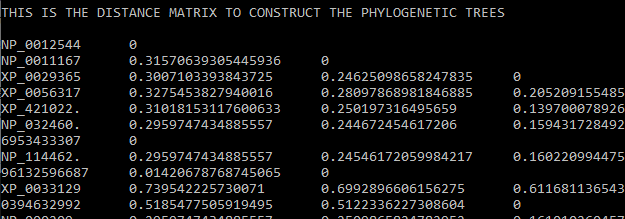 THIS IS THE DISTANCE MATRIX TO CONSTRUCT THE PHYLOGENETIC TREES
NP_0012544 0
NP_0011167 0.31570639305445936 0
XP_0029365 0.3007103393843725 0.24625098658247835 0
XP_0056317 0.3275453827940016 0.28097868981846885 0.205209155485
XP_421022. 0.31018153117600633 0.250197316495659 0.139700078926
NP_032460. 0.2959747434885557 0.244672454617206 0.159431728492
6953433307 0
NP_114462. 0.2959747434885557 0.24546172059984217 0.160220994475
96132596687 0.01420678768745065 0
XP_0033129 0.739542225730071 0.6992896606156275 0.611681136543
0394632992 0.5185477505919495 0.5122336227308604 0